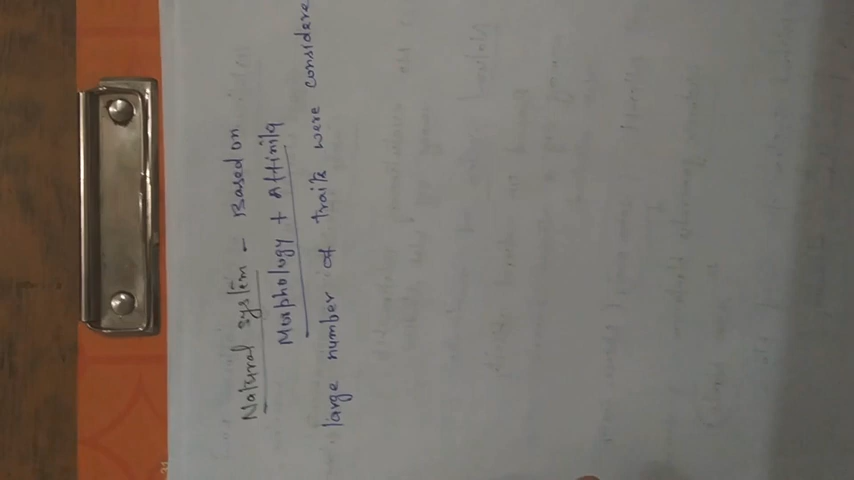 Natural system - Based on
Morphology + Affinity
large number of traits were considere